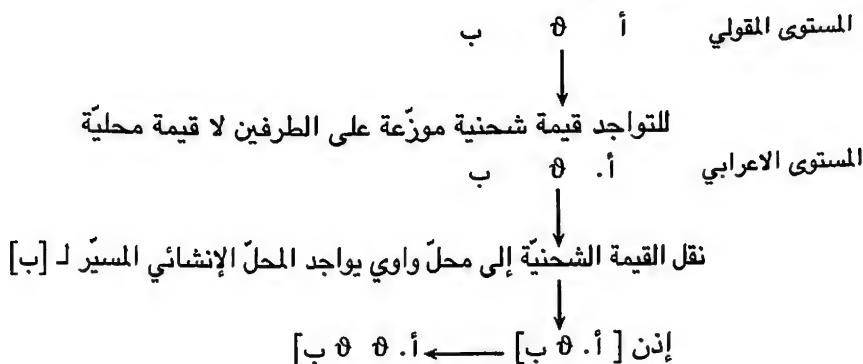 المستوى المقولي أ ϑ ب
للتواجد قيمة شحنية موزّعة على الطرفين لا قيمة محليّة
المستوى الاعرابي أ. ϑ ب
نقل القيمة الشحنيّة إلى محلّ واوي يواجد المحلّ الإنشائي المسيّر لـ [ب]
إذن [ أ. ϑ ب] ⟵ أ. ϑ ϑ ب]